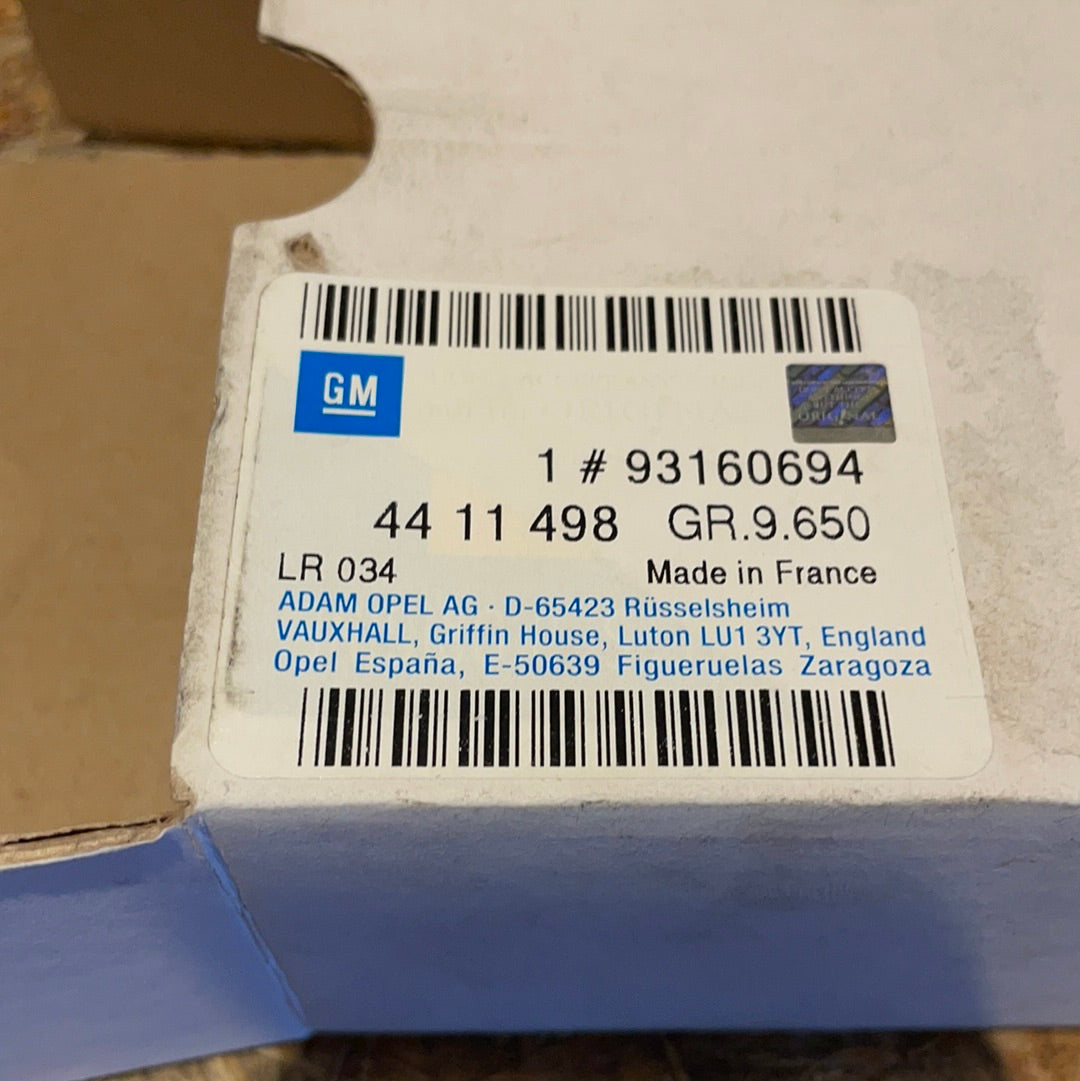 GM
ORIGINAL
1 # 93160694
44 11 498 GR.9.650
LR 034 Made in France
ADAM OPEL AG · D-65423 Rüsselsheim
VAUXHALL, Griffin House, Luton LU1 3YT, England
Opel España, E-50639 Figueruelas Zaragoza